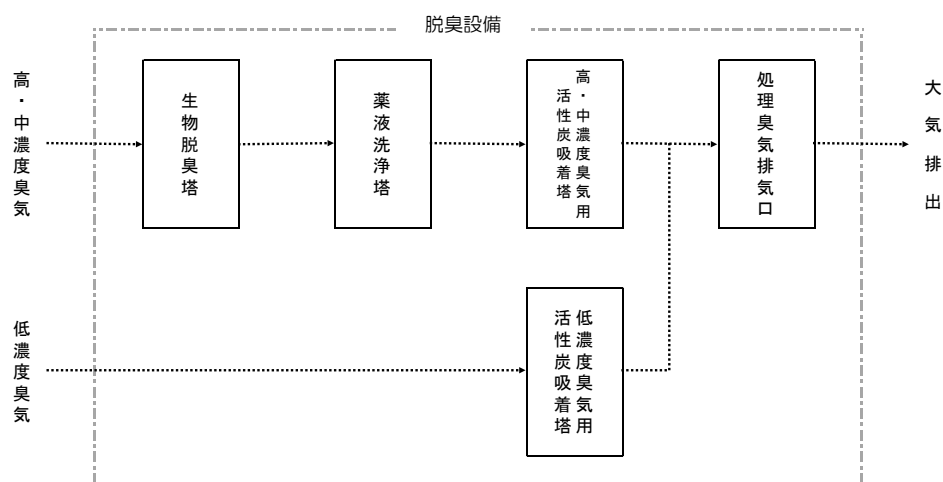 脱臭設備
高・中濃度臭気
生物脱臭塔
薬液洗浄塔
高・中濃度臭気用
活性炭吸着塔
処理臭気排気口
大気排出
低濃度臭気
低濃度臭気用
活性炭吸着塔